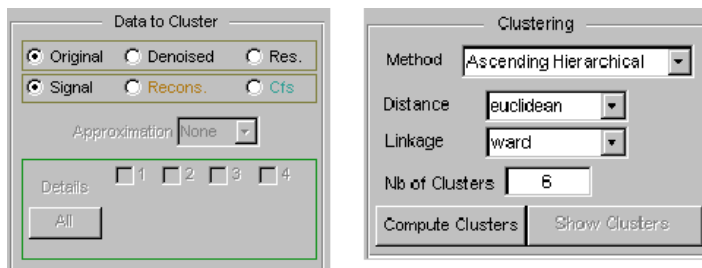 Data to Cluster
Original Denoised Res.
Signal Recons. Cfs
Approximation None
Details 1 2 3 4
All
Clustering
Method Ascending Hierarchical
Distance euclidean
Linkage ward
Nb of Clusters 6
Compute Clusters Show Clusters